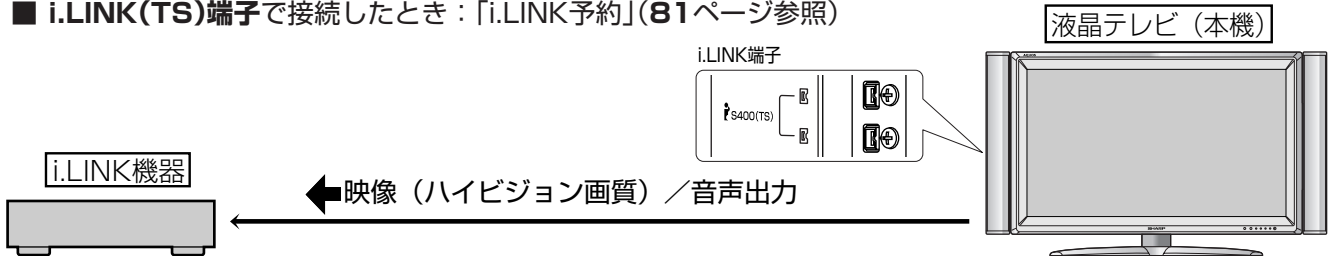 ■ i.LINK(TS)端子で接続したとき：「i.LINK予約」(81ページ参照)
液晶テレビ（本機）
i.LINK端子
S400(TS)
i.LINK機器
映像（ハイビジョン画質）／音声出力
SHARP